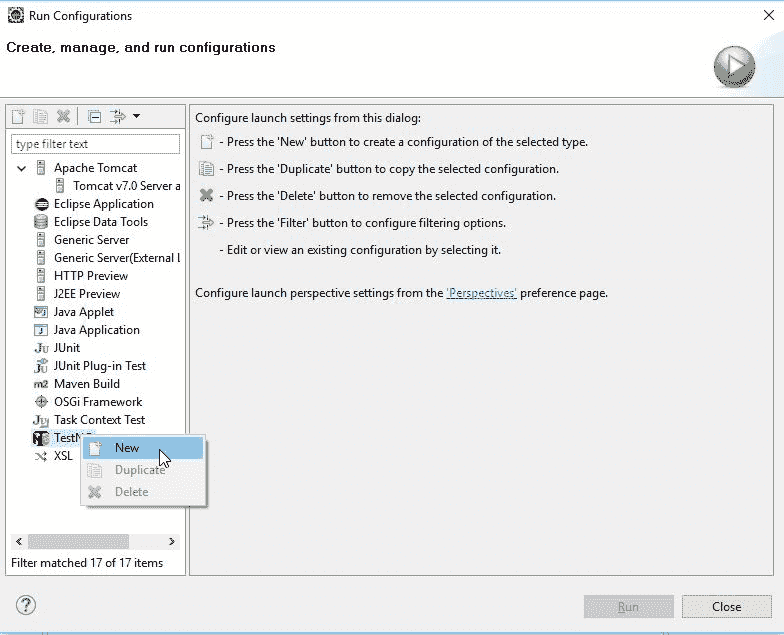 Run Configurations
Create, manage, and run configurations
type filter text
Apache Tomcat
Tomcat v7.0 Server a
Eclipse Application
Eclipse Data Tools
Generic Server
Generic Server(External L
HTTP Preview
J2EE Preview
Java Applet
Java Application
Ju JUnit
JUnit Plug-in Test
m2 Maven Build
OSGi Framework
Ju Task Context Test
TestN
XSL
New
Duplicate
Delete
Filter matched 17 of 17 items
Configure launch settings from this dialog:
- Press the 'New' button to create a configuration of the selected type.
- Press the 'Duplicate' button to copy the selected configuration.
- Press the 'Delete' button to remove the selected configuration.
- Press the 'Filter' button to configure filtering options.
- Edit or view an existing configuration by selecting it.
Configure launch perspective settings from the 'Perspectives' preference page.
?
Run
Close